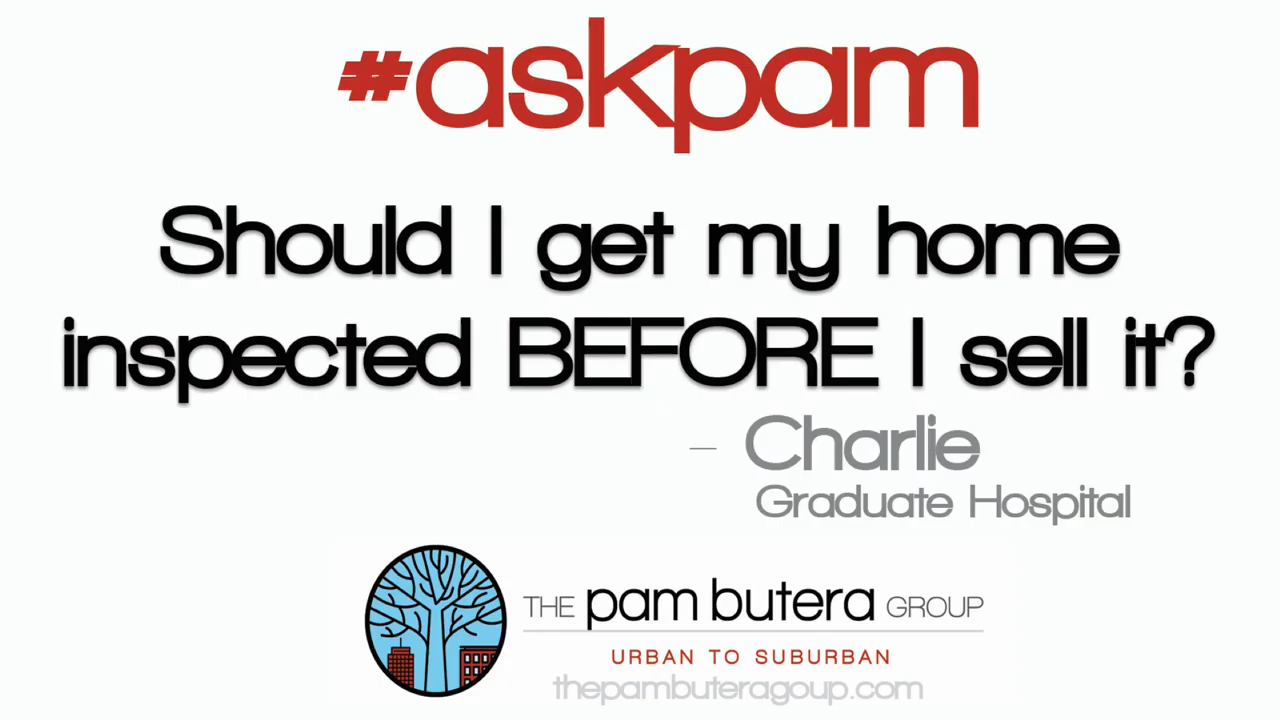 #askpam
Should I get my home
inspected BEFORE I sell it?
— Charlie
Graduate Hospital
THE pam butera GROUP
URBAN TO SUBURBAN
thepambuteragoup.com